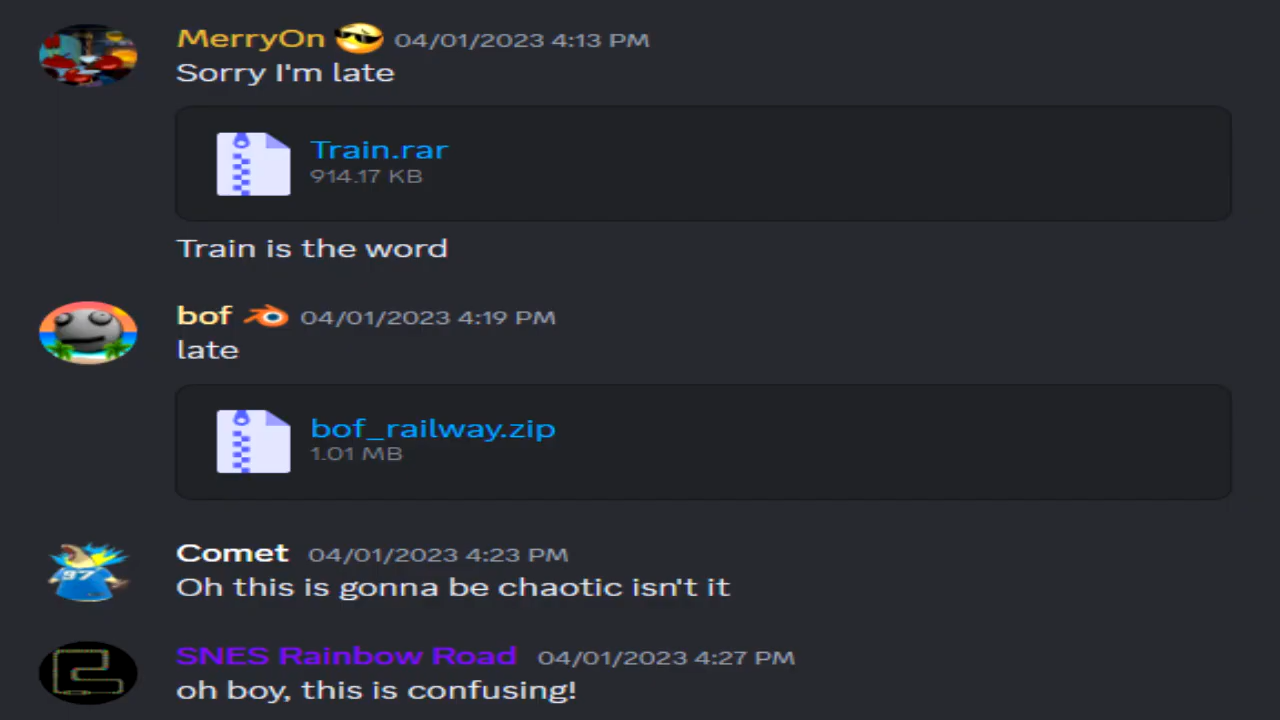 MerryOn 04/01/2023 4:13 PM
Sorry I'm late
Train.rar
914.17 KB
Train is the word
bof 04/01/2023 4:19 PM
late
bof_railway.zip
1.01 MB
97
Comet 04/01/2023 4:23 PM
Oh this is gonna be chaotic isn't it
SNES Rainbow Road 04/01/2023 4:27 PM
oh boy, this is confusing!